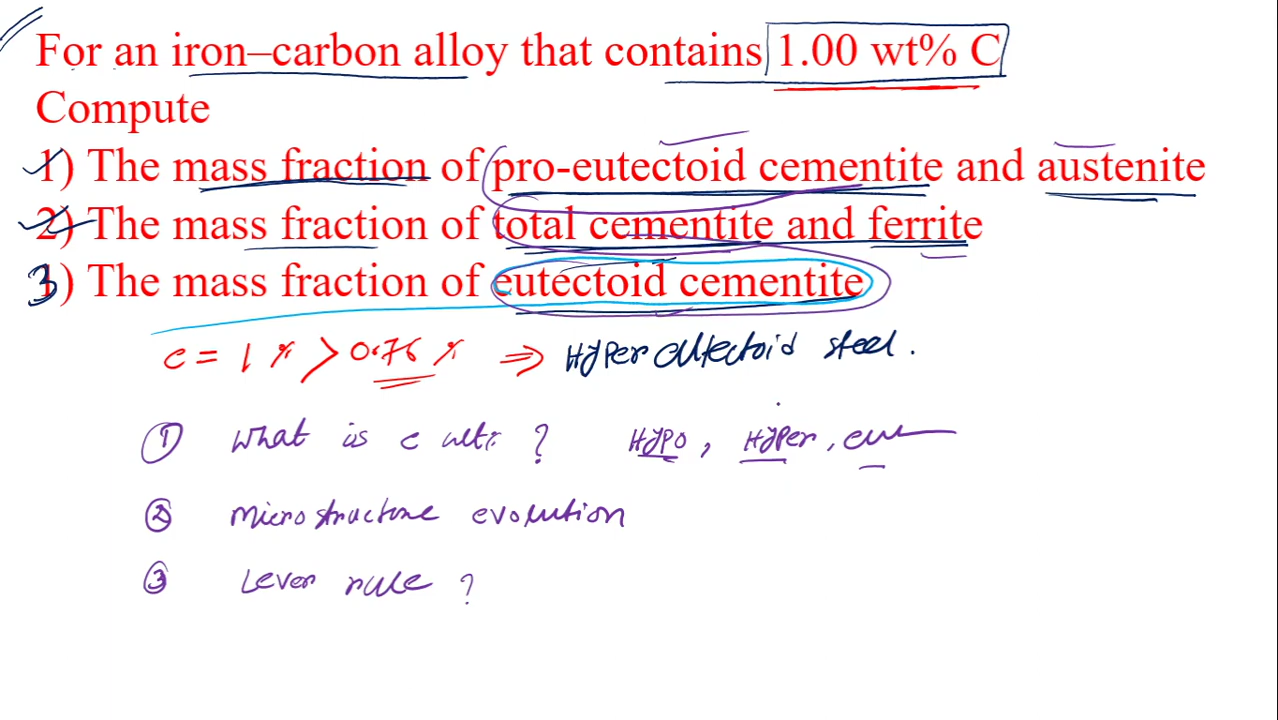 For an iron–carbon alloy that contains 1.00 wt% C
Compute
1) The mass fraction of pro-eutectoid cementite and austenite
2) The mass fraction of total cementite and ferrite
3) The mass fraction of eutectoid cementite
C = 1 % > 0.76 % ⇒ Hyper eutectoid steel.
① What is C wt% ? Hypo, Hyper,
② Microstructure evolution
③ Lever rule ?